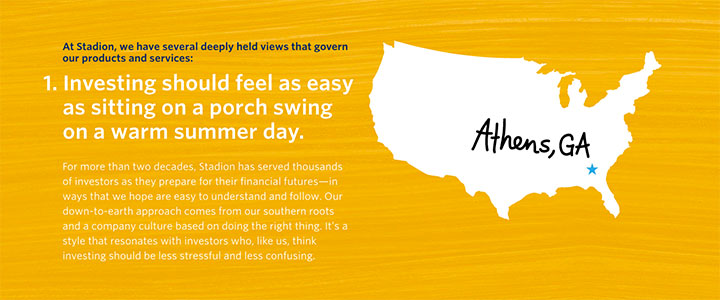 At Stadion, we have several deeply held views that govern
our products and services:
1. Investing should feel as easy
as sitting on a porch swing
on a warm summer day.
For more than two decades, Stadion has served thousands
of investors as they prepare for their financial futures—in
ways that we hope are easy to understand and follow. Our
down-to-earth approach comes from our southern roots
and a company culture based on doing the right thing. It's a
style that resonates with investors who, like us, think
investing should be less stressful and less confusing.
Athens, GA